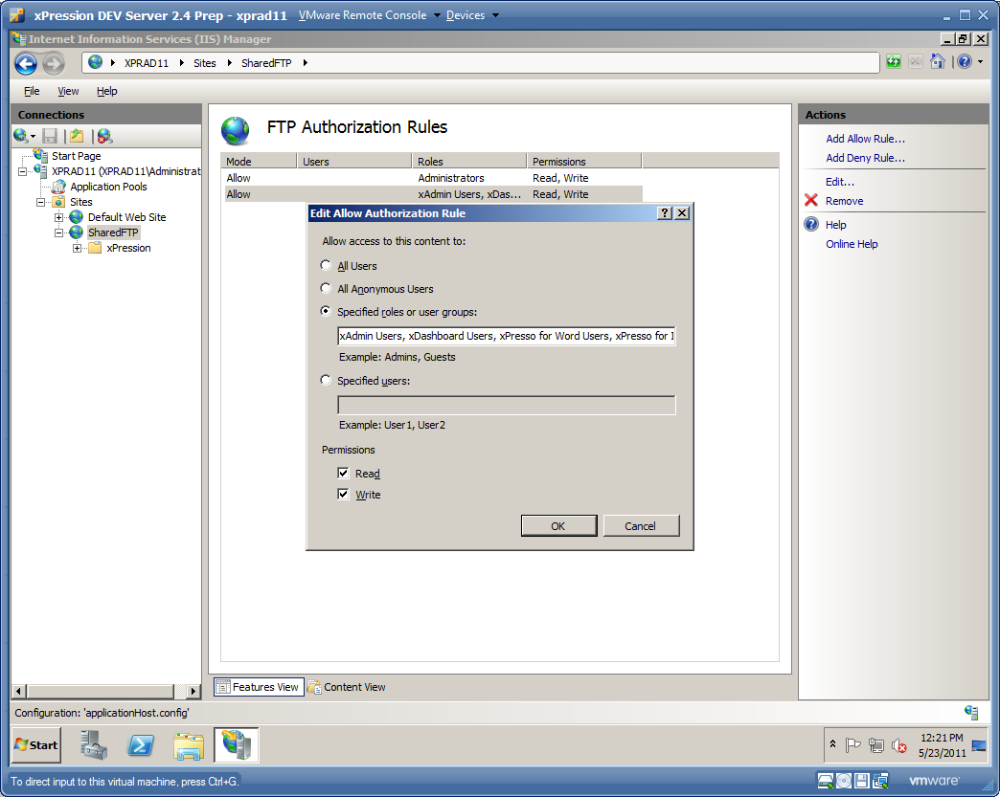 xPression DEV Server 2.4 Prep - xprad11 VMware Remote Console Devices
Internet Information Services (IIS) Manager
XPRAD11 Sites SharedFTP
File View Help
Connections
Start Page
XPRAD11 (XPRAD11\Administrat
Application Pools
Sites
Default Web Site
SharedFTP
xPression
FTP Authorization Rules
Mode Users Roles Permissions
Allow Administrators Read, Write
Allow xAdmin Users, xDas... Read, Write
Edit Allow Authorization Rule
Allow access to this content to:
All Users
All Anonymous Users
Specified roles or user groups:
xAdmin Users, xDashboard Users, xPresso for Word Users, xPresso for I
Example: Admins, Guests
Specified users:
Example: User1, User2
Permissions
Read
Write
OK Cancel
Features View Content View
Actions
Add Allow Rule...
Add Deny Rule...
Edit...
Remove
Help
Online Help
Configuration: 'applicationHost.config'
Start
12:21 PM
5/23/2011
To direct input to this virtual machine, press Ctrl+G.
vmware